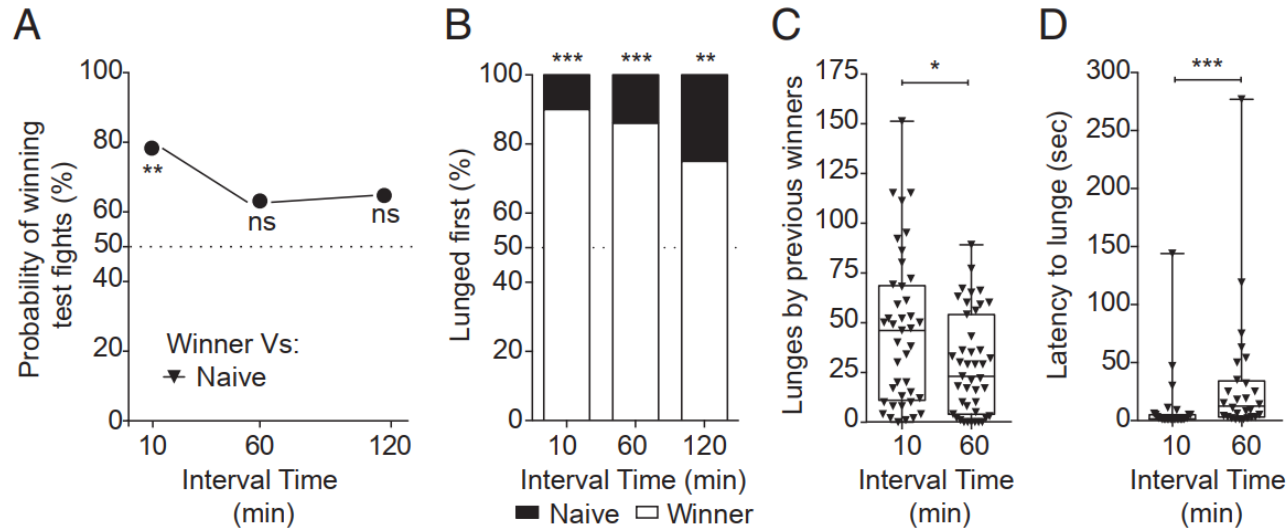 A
Probability of winning
test fights (%)
100
80
60
50
40
20
0
**
ns
ns
Winner Vs:
Naive
10
60
120
Interval Time
(min)
B
Lunged first (%)
100
80
60
50
40
20
0
***
***
**
10
60
120
Interval Time (min)
Naive
Winner
C
Lunges by previous winners
175
150
125
100
75
50
25
0
*
10
60
Interval Time
(min)
D
Latency to lunge (sec)
300
250
200
150
100
50
0
***
10
60
Interval Time
(min)